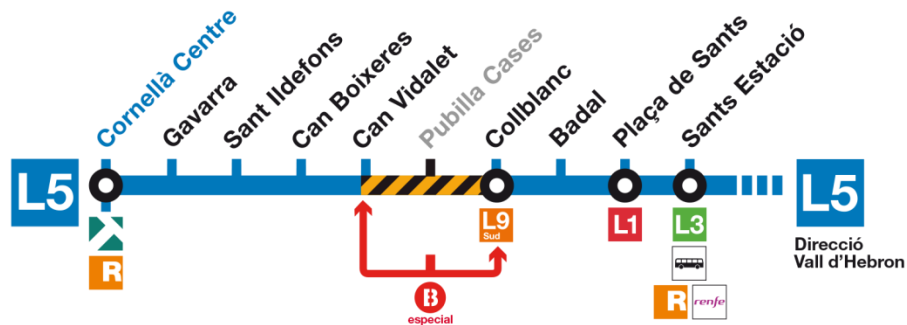 Cornellà Centre
Gavarra
Sant Ildefons
Can Boixeres
Can Vidalet
Pubilla Cases
Collblanc
Badal
Plaça de Sants
Sants Estació
L5
L5
R
L9
Sud
L1
L3
Direcció
Vall d'Hebron
B
especial
R
renfe